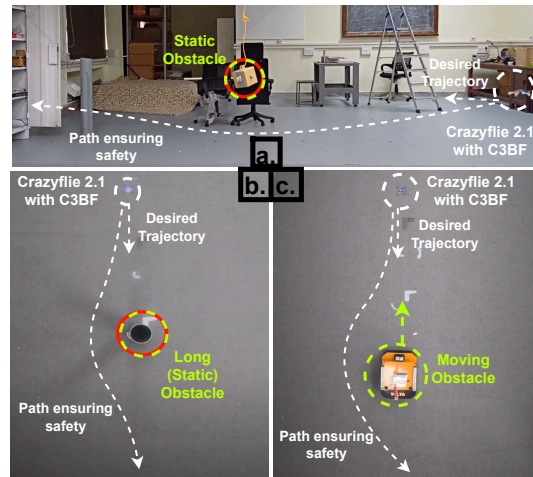 Static
Obstacle
Desired
Trajectory
Path ensuring
safety
Crazyflie 2.1
with C3BF
a.
b.
c.
Crazyflie 2.1
with C3BF
Desired
Trajectory
Long
(Static)
Obstacle
Path ensuring
safety
Crazyflie 2.1
with C3BF
Desired
Trajectory
Moving
Obstacle
Path ensuring
safety